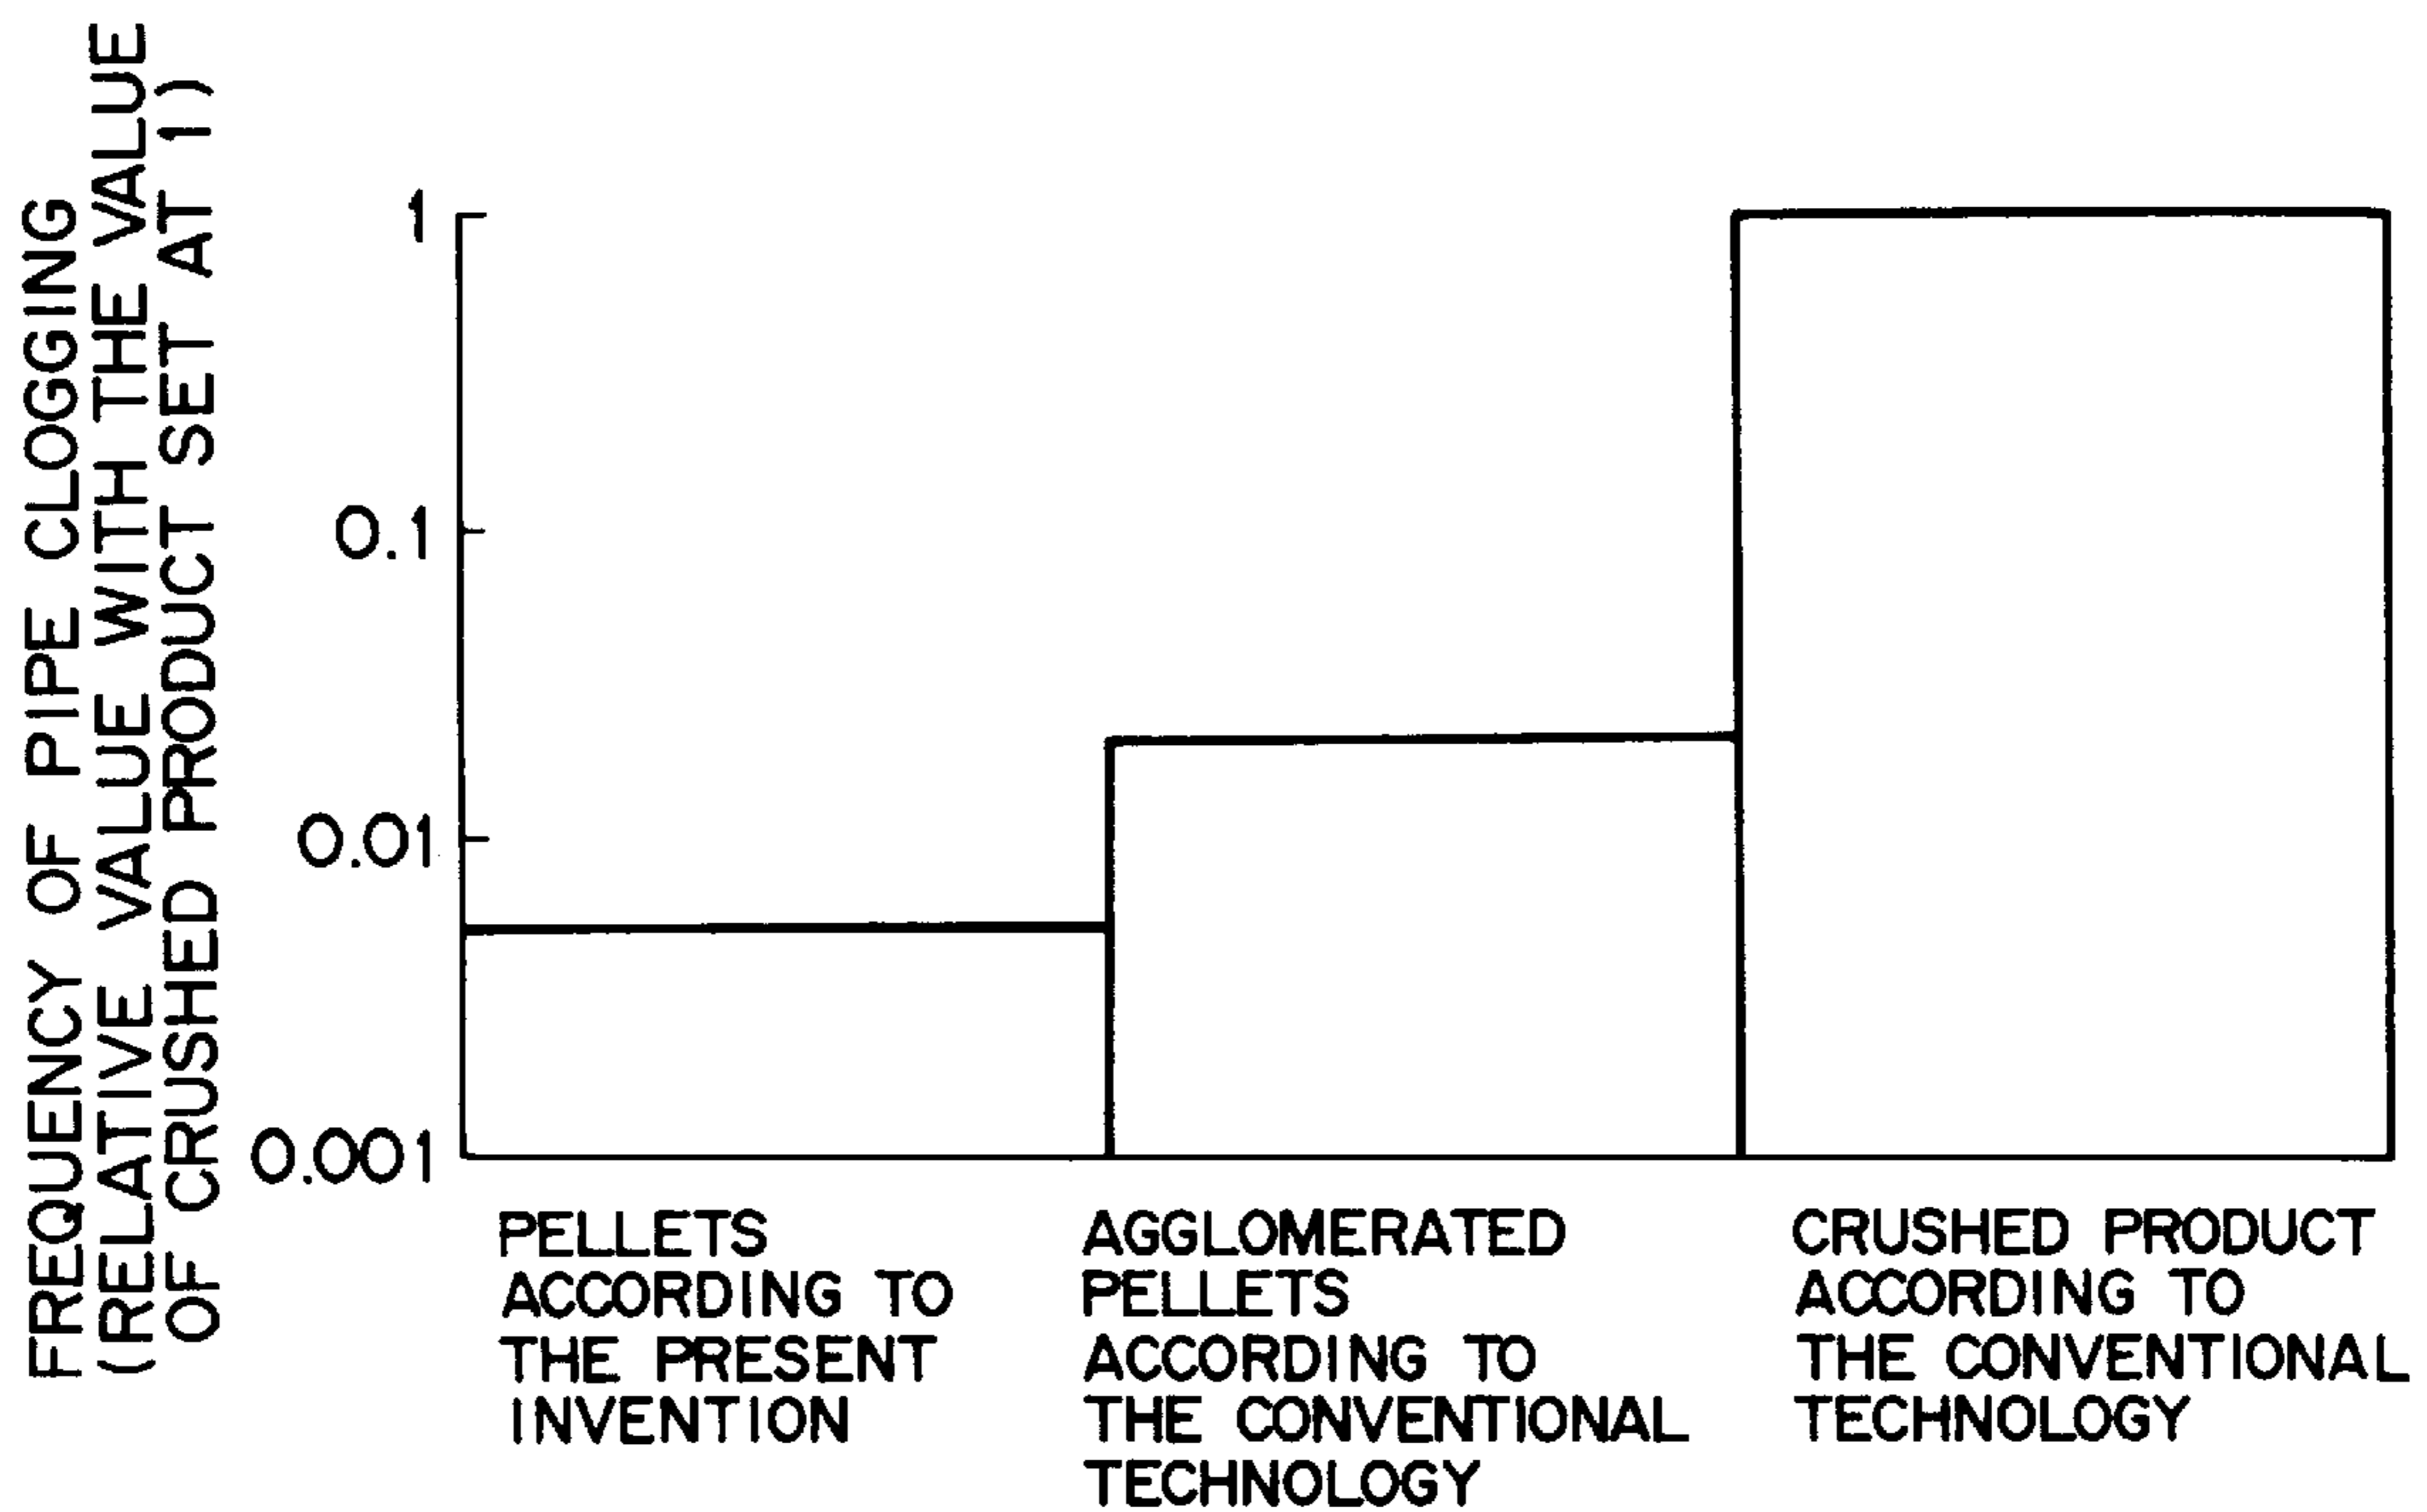 FREQUENCY OF PIPE CLOGGING
(RELATIVE VALUE WITH THE VALUE
OF CRUSHED PRODUCT SET AT 1)
1
0.1
0.01
0.001
PELLETS
ACCORDING TO
THE PRESENT
INVENTION
AGGLOMERATED
PELLETS
ACCORDING TO
THE CONVENTIONAL
TECHNOLOGY
CRUSHED PRODUCT
ACCORDING TO
THE CONVENTIONAL
TECHNOLOGY